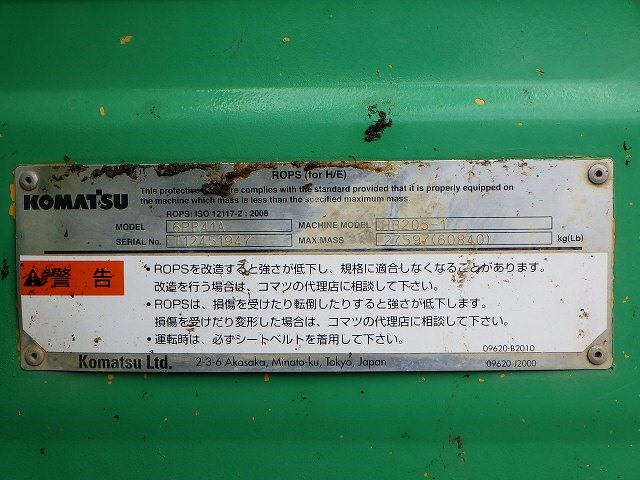 ROPS (for H/E)
KOMATSU
This protective structure complies with the standard provided that it is properly equipped on
the machine which mass is less than the specified maximum mass.
ROPS: ISO 12117-2 : 2008
MODEL MACHINE MODEL HB205-1
SERIAL No. MAX.MASS 27597(60840) kg(Lb)
警告
・ROPSを改造すると強さが低下し、規格に適合しなくなることがあります。
改造を行う場合は、コマツの代理店に相談して下さい。
・ROPSは、損傷を受けたり転倒したりすると強さが低下します。
損傷を受けだり変形した場合は、コマツの代理店に相談して下さい。
・運転時は、必ずシートベルトを着用して下さい。
09620-B2010
Komatsu Ltd. 2-3-6 Akasaka, Minato-ku, Tokyo, Japan 09620-J2000